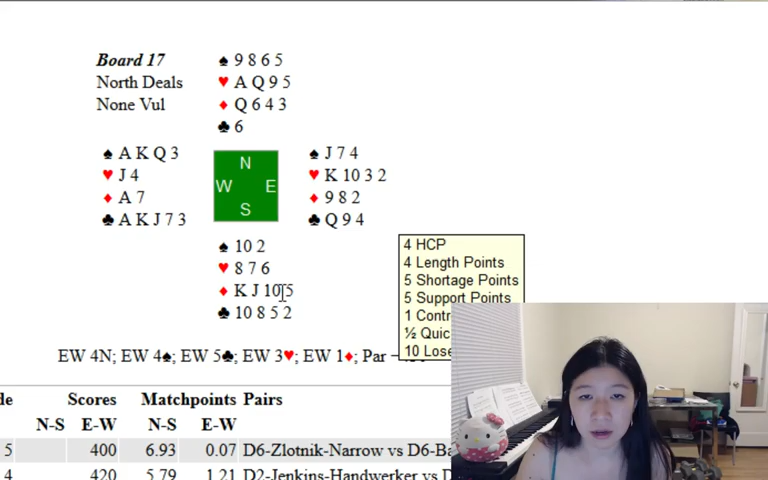 Board 17
North Deals
None Vul
♠ 9 8 6 5
♥ A Q 9 5
♦ Q 6 4 3
♣ 6
♠ A K Q 3
♥ J 4
♦ A 7
♣ A K J 7 3
N
W E
S
♠ J 7 4
♥ K 10 3 2
♦ 9 8 2
♣ Q 9 4
♠ 10 2
♥ 8 7 6
♦ K J 10 5
♣ 10 8 5 2
4 HCP
4 Length Points
5 Shortage Points
5 Support Points
1
½
10
EW 4N; EW 4♠; EW 5♣; EW 3♥; EW 1♦; Par
Scores Matchpoints Pairs
N-S E-W N-S E-W
5 400 6.93 0.07 D6-Zlotnik-Narrow vs
4 420 5.79 1.21 D2-Jenkins-Handwerker vs